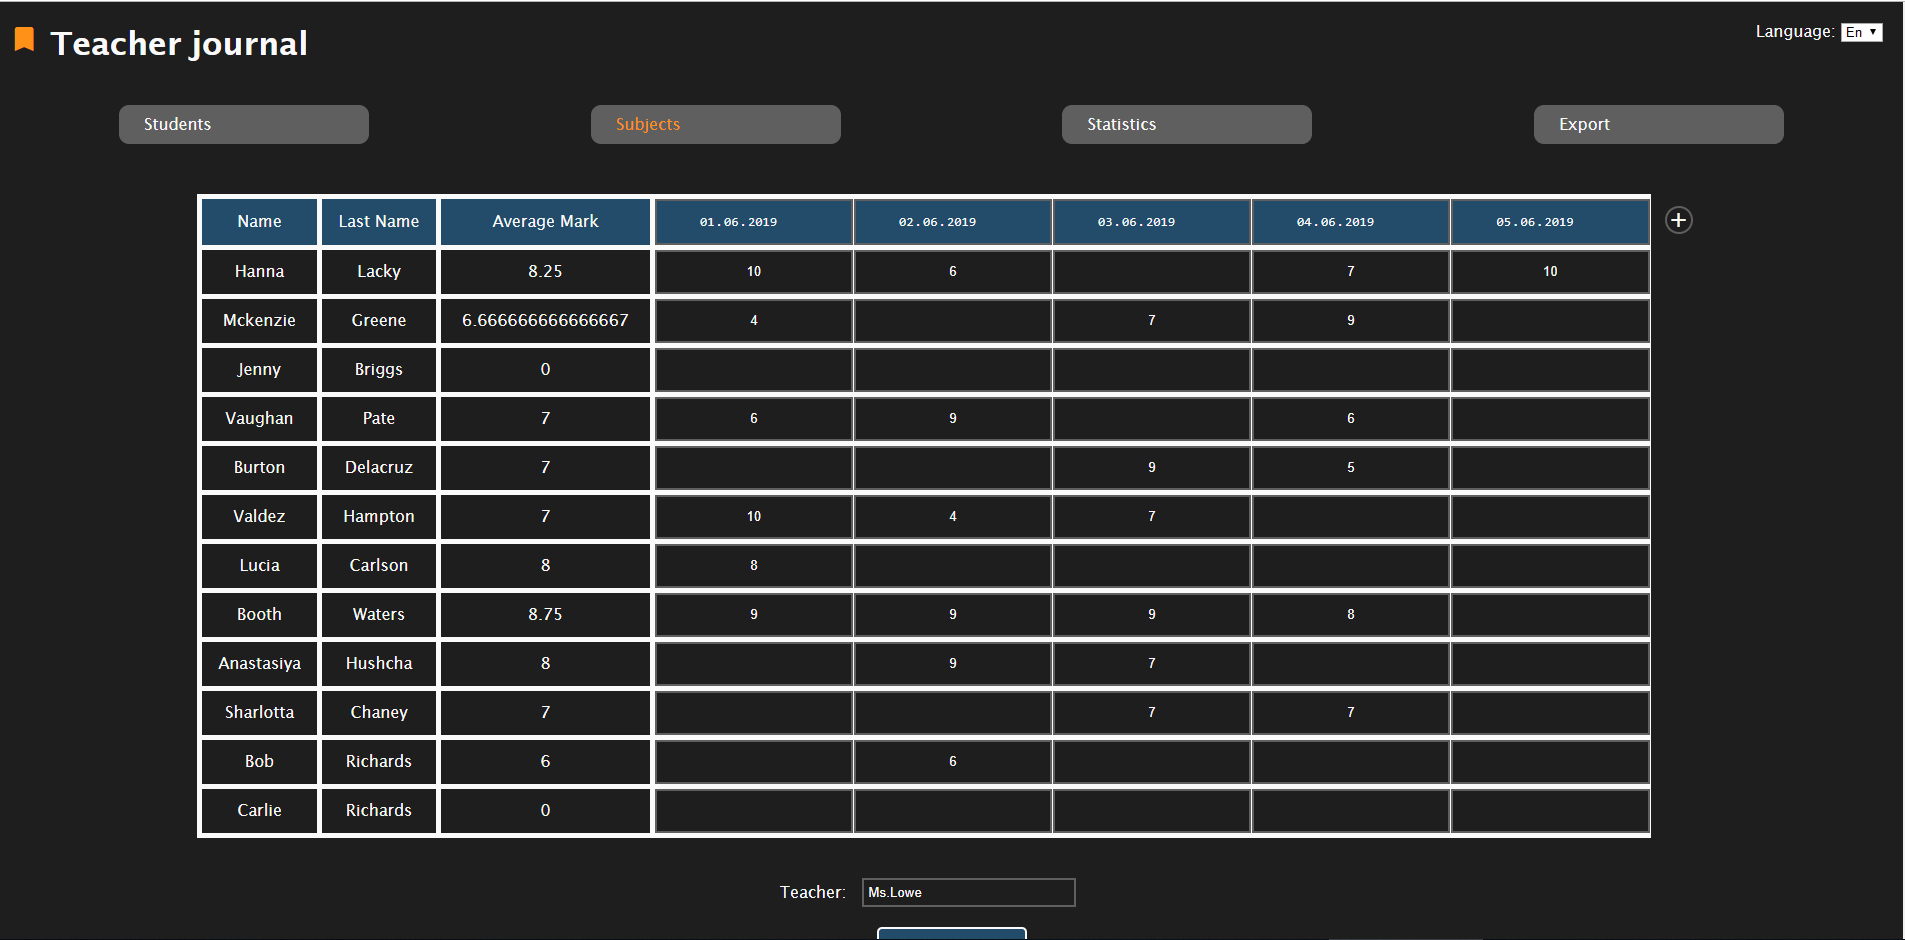 Teacher journal
Language: En
Students Subjects Statistics Export
Name Last Name Average Mark 01.06.2019 02.06.2019 03.06.2019 04.06.2019 05.06.2019
Hanna Lacky 8.25 10 6 7 10
Mckenzie Greene 6.666666666666667 4 7 9
Jenny Briggs 0
Vaughan Pate 7 6 9 6
Burton Delacruz 7 9 5
Valdez Hampton 7 10 4 7
Lucia Carlson 8 8
Booth Waters 8.75 9 9 9 8
Anastasiya Hushcha 8 9 7
Sharlotta Chaney 7 7 7
Bob Richards 6 6
Carlie Richards 0
Teacher: Ms.Lowe